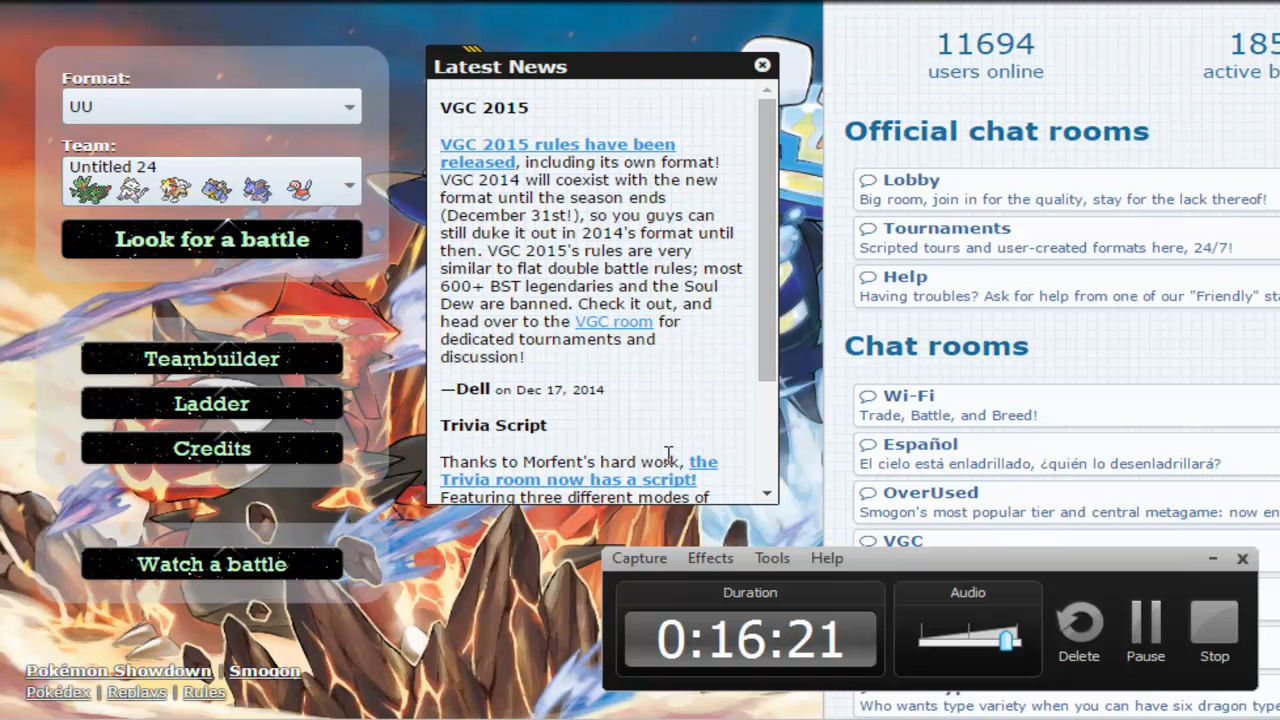 Format:
UU
Team:
Untitled 24
Look for a battle
Teambuilder
Ladder
Credits
Watch a battle
Pokémon Showdown | Smogon
Pokédex | Replays | Rules
Latest News
VGC 2015
VGC 2015 rules have been
released, including its own format!
VGC 2014 will coexist with the new
format until the season ends
(December 31st!), so you guys can
still duke it out in 2014's format until
then. VGC 2015's rules are very
similar to flat double battle rules; most
600+ BST legendaries and the Soul
Dew are banned. Check it out, and
head over to the VGC room for
dedicated tournaments and
discussion!
—Dell on Dec 17, 2014
Trivia Script
Thanks to Morfent's hard work, the
Trivia room now has a script!
Featuring three different modes of
11694
users online
185
active b
Official chat rooms
Lobby
Big room, join in for the quality, stay for the lack thereof!
Tournaments
Scripted tours and user-created formats here, 24/7!
Help
Having troubles? Ask for help from one of our "Friendly" sta
Chat rooms
Wi-Fi
Trade, Battle, and Breed!
Español
El cielo está enladrillado, ¿quién lo desenladrillará?
OverUsed
Smogon's most popular tier and central metagame: now en
VGC
Who wants type variety when you can have six dragon type
Capture Effects Tools Help
Duration
0:16:21
Audio
Delete
Pause
Stop